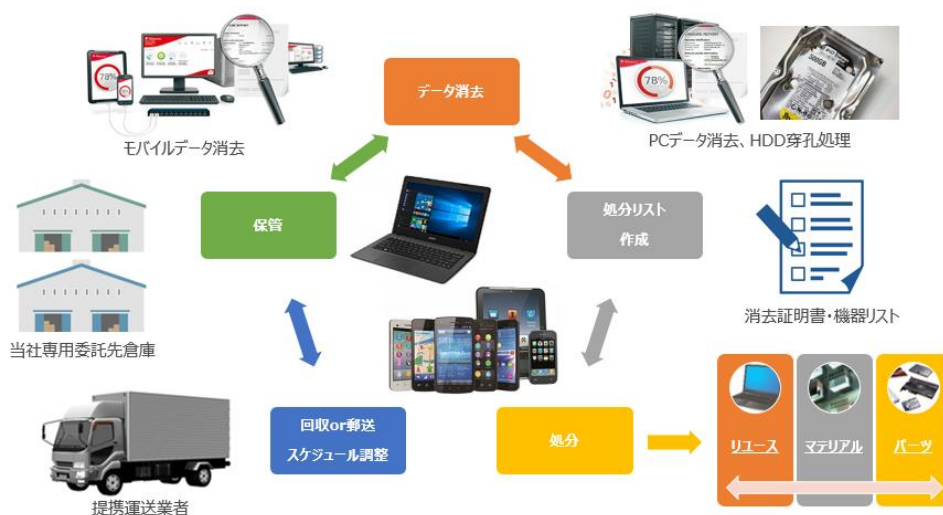 78%
78%
500GB
データ消去
モバイルデータ消去
PCデータ消去、HDD穿孔処理
保管
処分リスト
作成
当社専用委託先倉庫
消去証明書・機器リスト
回収or郵送
スケジュール調整
処分
リユース
マテリアル
パーツ
提携運送業者